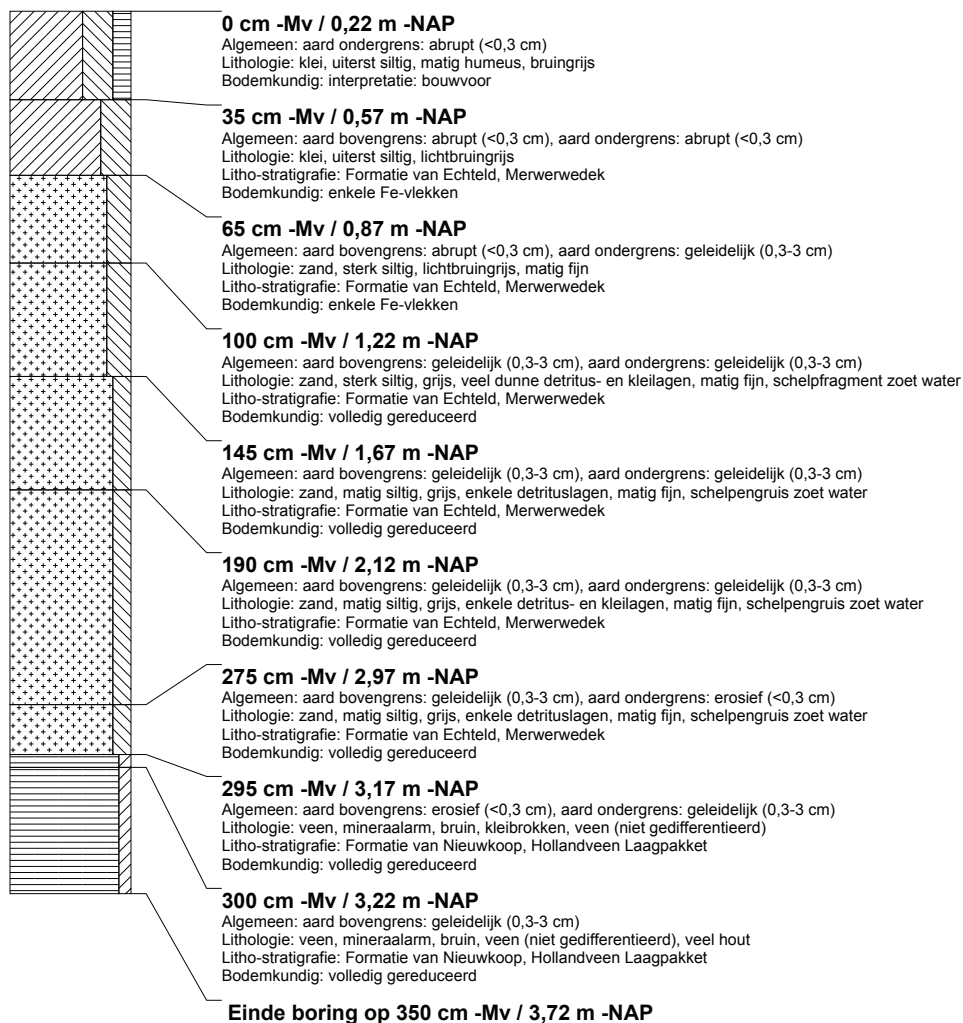 0 cm -Mv / 0,22 m -NAP
Algemeen: aard ondergrens: abrupt (<0,3 cm)
Lithologie: klei, uiterst siltig, matig humeus, bruingrijs
Bodemkundig: interpretatie: bouwvoor
35 cm -Mv / 0,57 m -NAP
Algemeen: aard bovengrens: abrupt (<0,3 cm), aard ondergrens: abrupt (<0,3 cm)
Lithologie: klei, uiterst siltig, lichtbruingrijs
Litho-stratigrafie: Formatie van Echteld, Merwerwedek
Bodemkundig: enkele Fe-vlekken
65 cm -Mv / 0,87 m -NAP
Algemeen: aard bovengrens: abrupt (<0,3 cm), aard ondergrens: geleidelijk (0,3-3 cm)
Lithologie: zand, sterk siltig, lichtbruingrijs, matig fijn
Litho-stratigrafie: Formatie van Echteld, Merwerwedek
Bodemkundig: enkele Fe-vlekken
100 cm -Mv / 1,22 m -NAP
Algemeen: aard bovengrens: geleidelijk (0,3-3 cm), aard ondergrens: geleidelijk (0,3-3 cm)
Lithologie: zand, sterk siltig, grijs, veel dunne detritus- en kleilagen, matig fijn, schelpfragment zoet water
Litho-stratigrafie: Formatie van Echteld, Merwerwedek
Bodemkundig: volledig gereduceerd
145 cm -Mv / 1,67 m -NAP
Algemeen: aard bovengrens: geleidelijk (0,3-3 cm), aard ondergrens: geleidelijk (0,3-3 cm)
Lithologie: zand, matig siltig, grijs, enkele detrituslagen, matig fijn, schelpengruis zoet water
Litho-stratigrafie: Formatie van Echteld, Merwerwedek
Bodemkundig: volledig gereduceerd
190 cm -Mv / 2,12 m -NAP
Algemeen: aard bovengrens: geleidelijk (0,3-3 cm), aard ondergrens: geleidelijk (0,3-3 cm)
Lithologie: zand, matig siltig, grijs, enkele detritus- en kleilagen, matig fijn, schelpengruis zoet water
Litho-stratigrafie: Formatie van Echteld, Merwerwedek
Bodemkundig: volledig gereduceerd
275 cm -Mv / 2,97 m -NAP
Algemeen: aard bovengrens: geleidelijk (0,3-3 cm), aard ondergrens: erosief (<0,3 cm)
Lithologie: zand, matig siltig, grijs, enkele detrituslagen, matig fijn, schelpengruis zoet water
Litho-stratigrafie: Formatie van Echteld, Merwerwedek
Bodemkundig: volledig gereduceerd
295 cm -Mv / 3,17 m -NAP
Algemeen: aard bovengrens: erosief (<0,3 cm), aard ondergrens: geleidelijk (0,3-3 cm)
Lithologie: veen, mineraalarm, bruin, kleibrokken, veen (niet gedifferentieerd)
Litho-stratigrafie: Formatie van Nieuwkoop, Hollandveen Laagpakket
Bodemkundig: volledig gereduceerd
300 cm -Mv / 3,22 m -NAP
Algemeen: aard bovengrens: geleidelijk (0,3-3 cm)
Lithologie: veen, mineraalarm, bruin, veen (niet gedifferentieerd), veel hout
Litho-stratigrafie: Formatie van Nieuwkoop, Hollandveen Laagpakket
Bodemkundig: volledig gereduceerd
Einde boring op 350 cm -Mv / 3,72 m -NAP